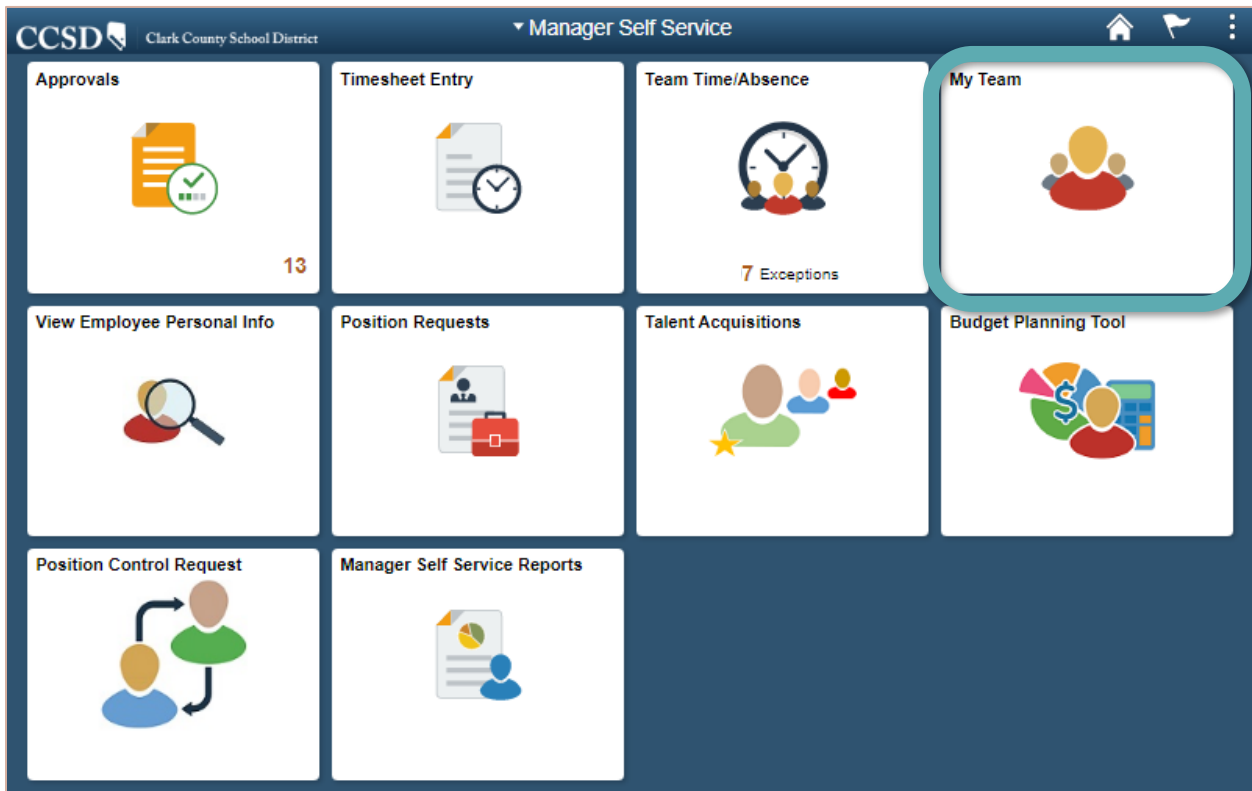 CCSD Clark County School District
Manager Self Service
Approvals
13
Timesheet Entry
Team Time/Absence
7 Exceptions
My Team
View Employee Personal Info
Position Requests
Talent Acquisitions
Budget Planning Tool
$
Position Control Request
Manager Self Service Reports